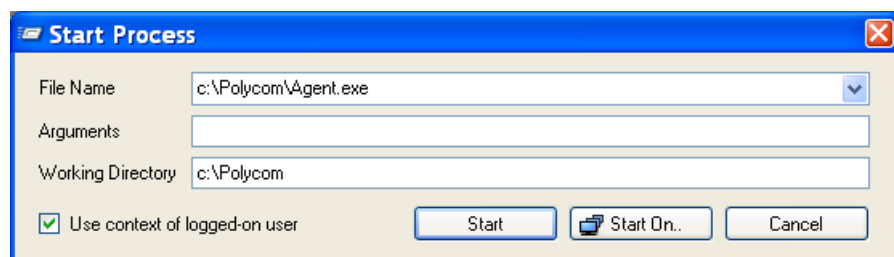 Start Process
File Name c:\Polycom\Agent.exe
Arguments
Working Directory c:\Polycom
Use context of logged-on user Start Start On.. Cancel